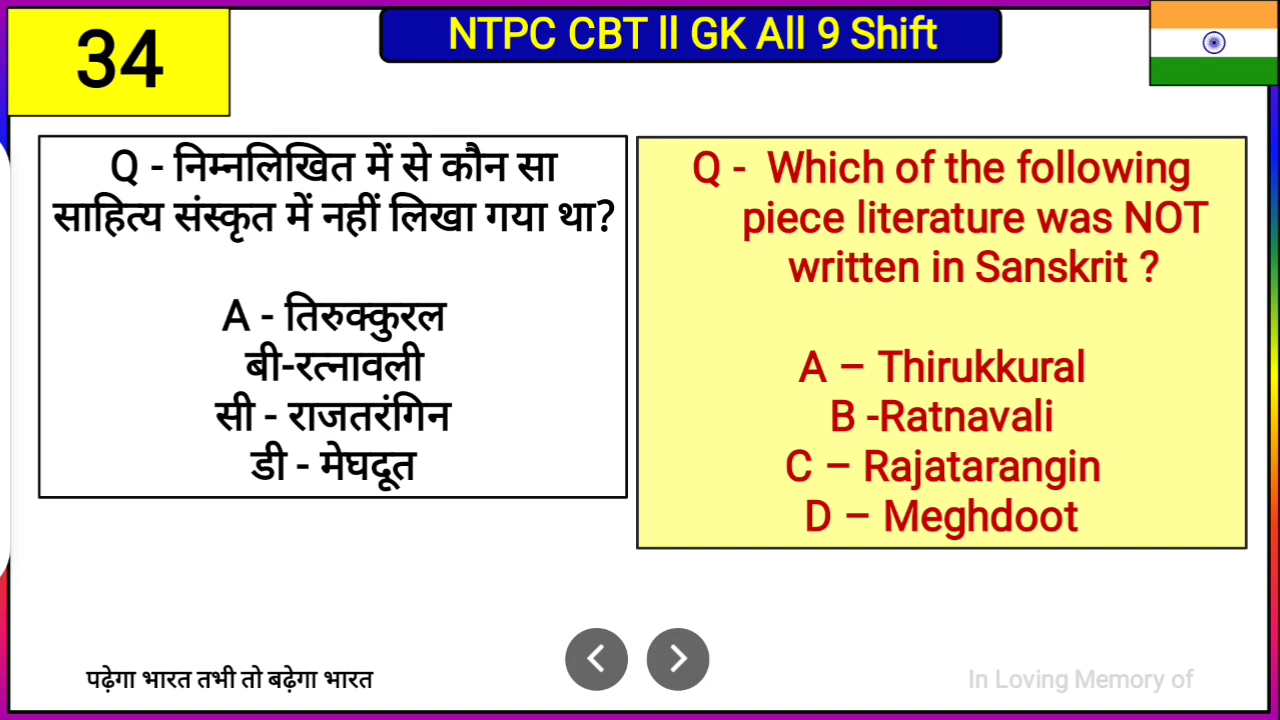 34
NTPC CBT ll GK All 9 Shift
Q - निम्नलिखित में से कौन सा
साहित्य संस्कृत में नहीं लिखा गया था?
A - तिरुक्कुरल
बी-रत्नावली
सी - राजतरंगिन
डी - मेघदूत
Q - Which of the following
piece literature was NOT
written in Sanskrit ?
A – Thirukkural
B -Ratnavali
C – Rajatarangin
D – Meghdoot
पढ़ेगा भारत तभी तो बढ़ेगा भारत
In Loving Memory of